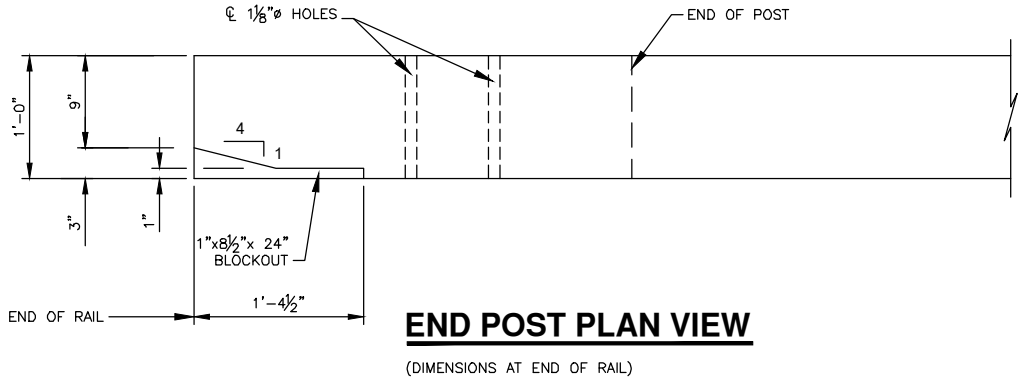 ℄ 1⅛"ø HOLES
END OF POST
1'-0"
9"
4
1
3"
1"
1"x8½"x 24"
BLOCKOUT
1'-4½"
END OF RAIL
END POST PLAN VIEW
(DIMENSIONS AT END OF RAIL)